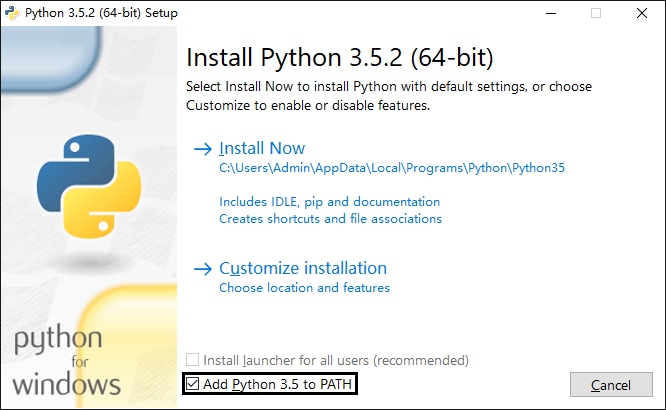 Python 3.5.2 (64-bit) Setup
Install Python 3.5.2 (64-bit)
Select Install Now to install Python with default settings, or choose
Customize to enable or disable features.
Install Now
C:\Users\Admin\AppData\Local\Programs\Python\Python35
Includes IDLE, pip and documentation
Creates shortcuts and file associations
Customize installation
Choose location and features
python
for
windows
Install launcher for all users (recommended)
Add Python 3.5 to PATH
Cancel